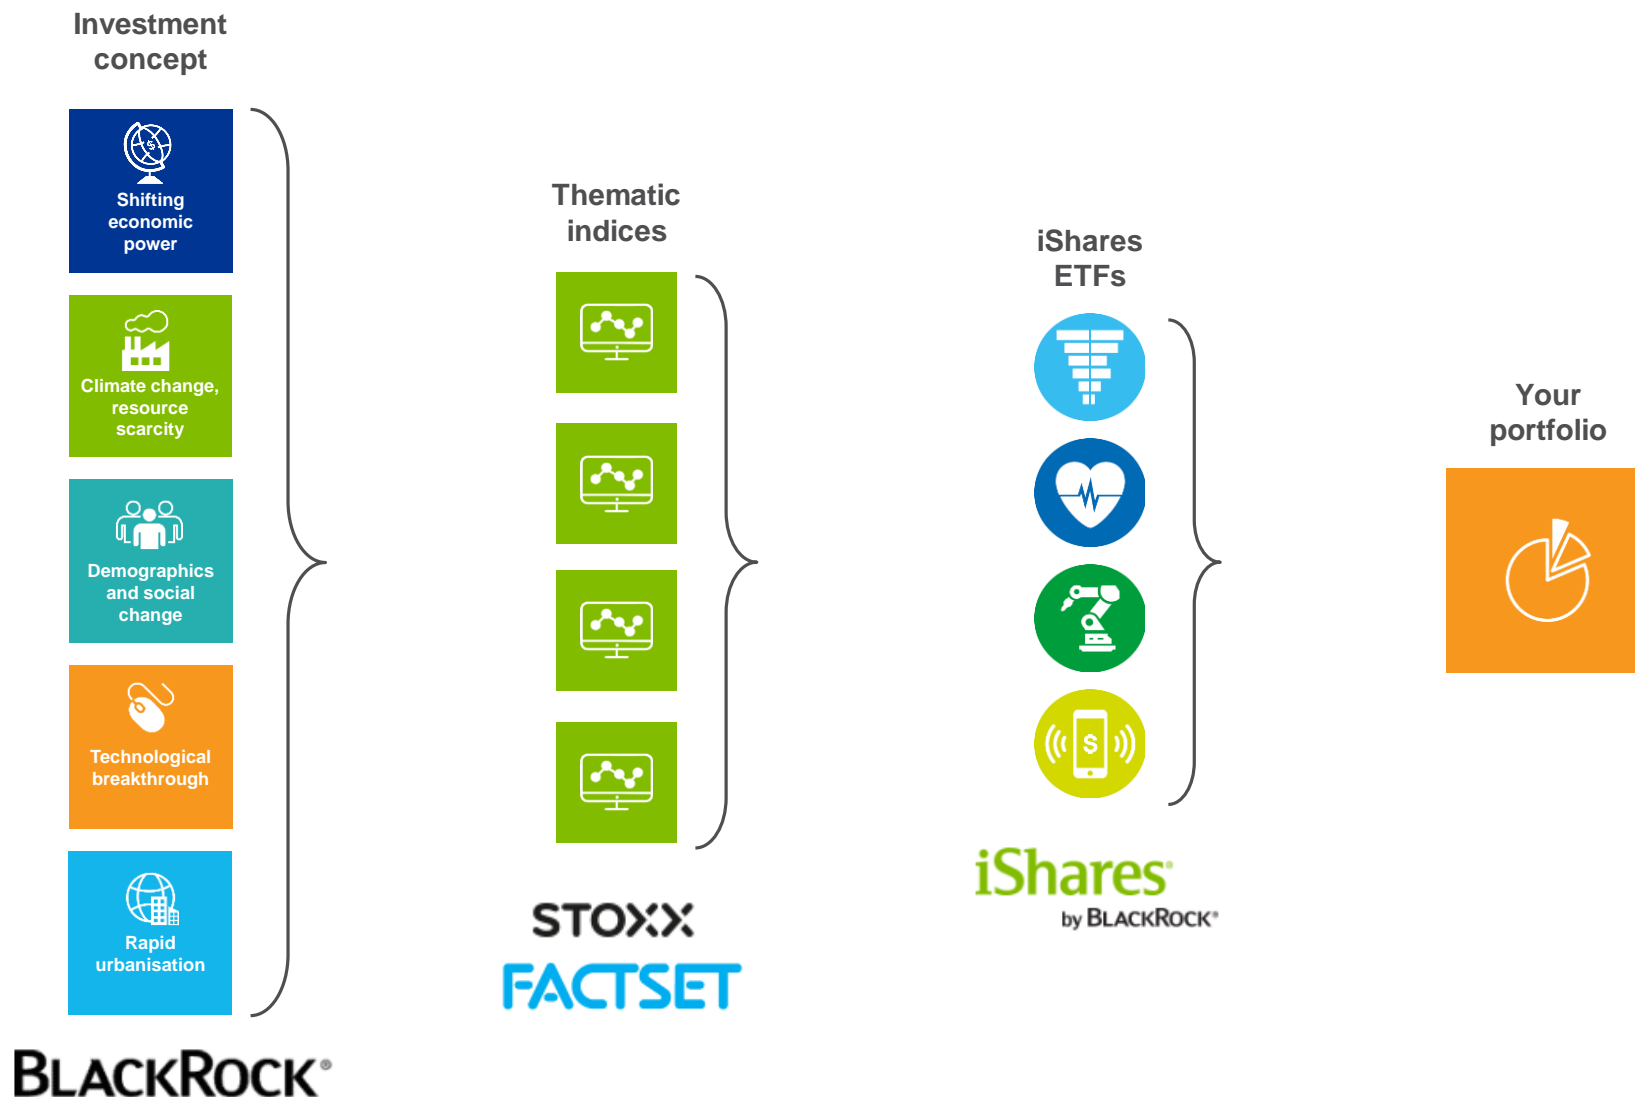 Investment
concept
$
Shifting
economic
power
Climate change,
resource
scarcity
Demographics
and social
change
Technological
breakthrough
Rapid
urbanisation
BLACKROCK®
Thematic
indices
STOXX
FACTSET
iShares
ETFs
$
iShares®
by BLACKROCK®
Your
portfolio